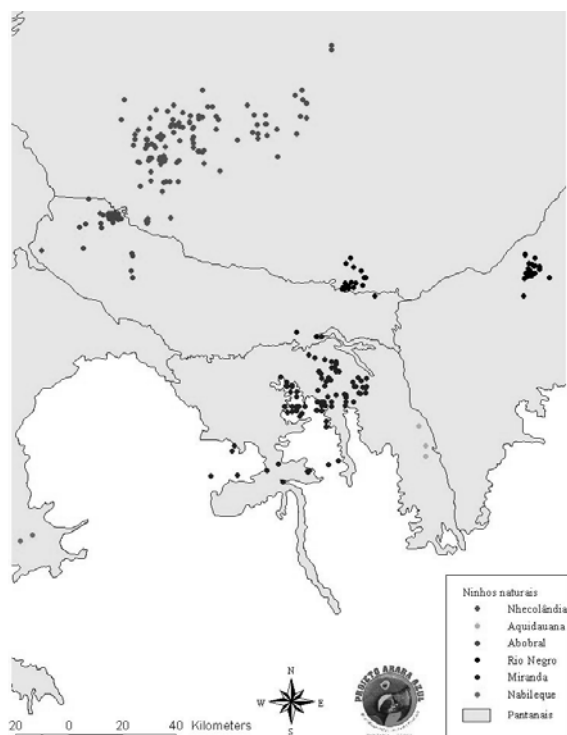 Ninhos naturais
Nhecolândia
Aquidauana
Abobral
Rio Negro
Miranda
Nabileque
Pantanais
N
W E
S
PROJETO ARARA AZUL
20 0 20 40 Kilometers